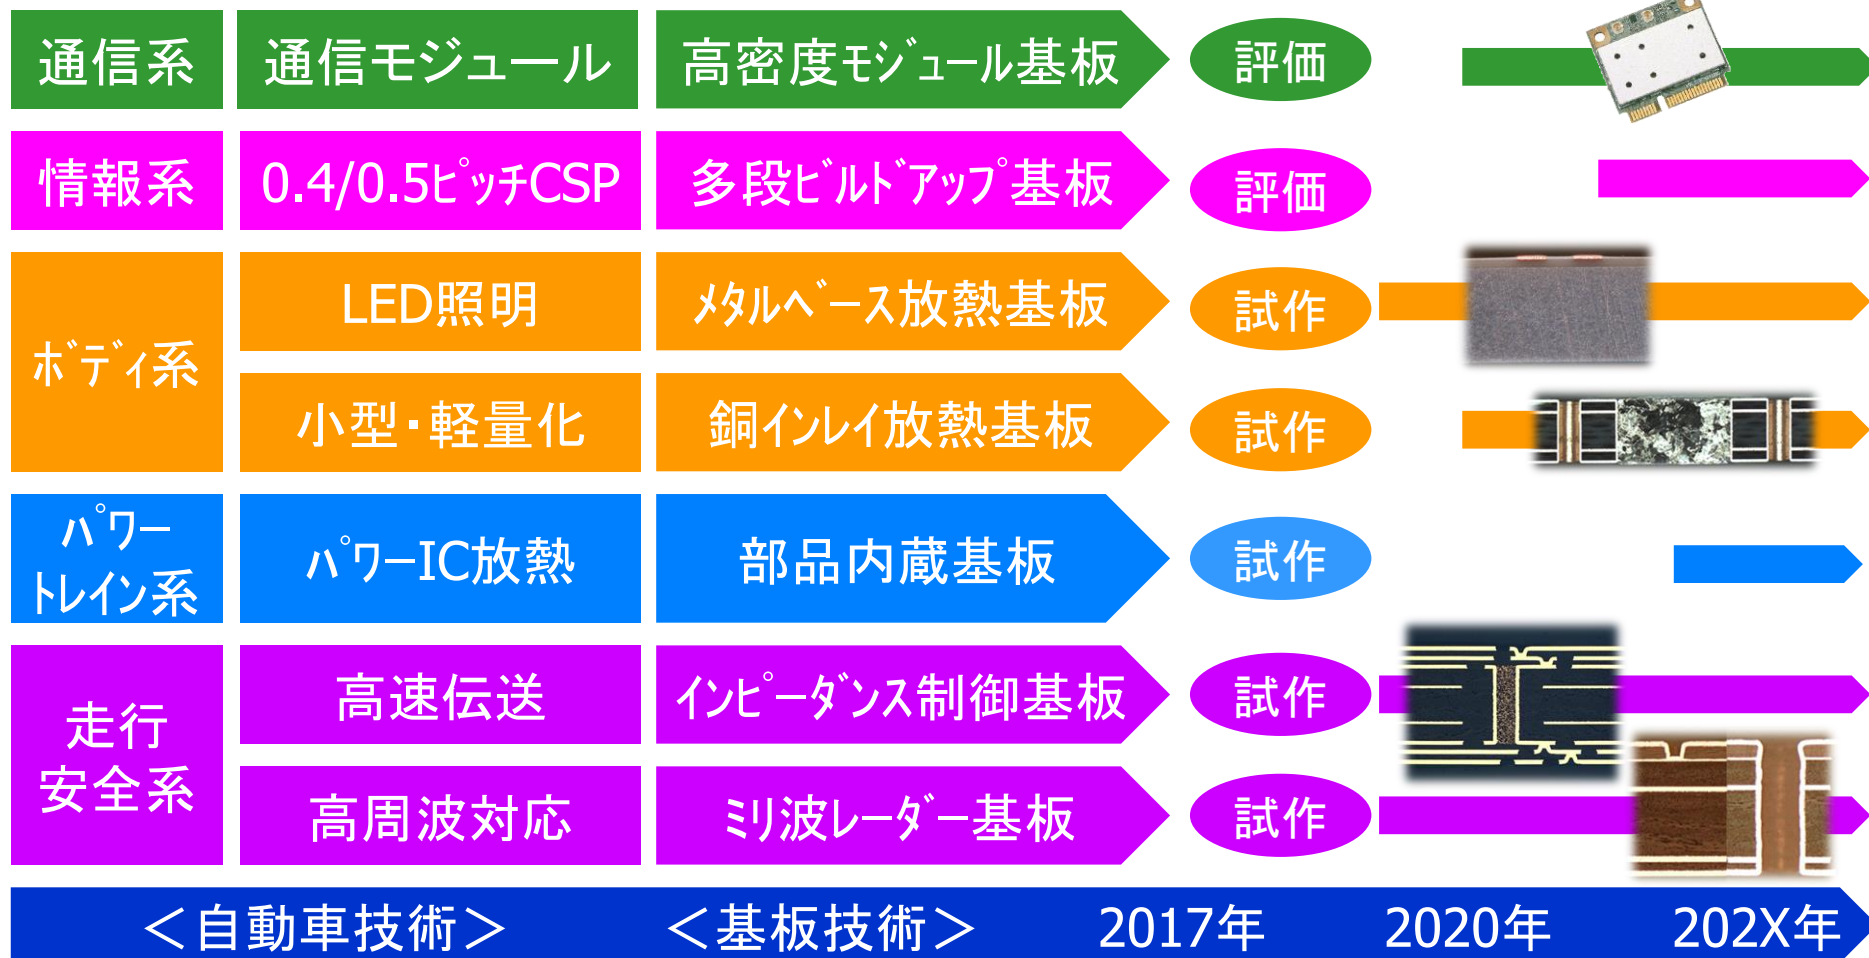 通信系 通信モジュール 高密度ﾓｼﾞｭｰﾙ基板 評価
情報系 0.4/0.5ﾋﾟｯﾁCSP 多段ﾋﾞﾙﾄﾞｱｯﾌﾟ基板 評価
ﾎﾞﾃﾞｨ系
LED照明 ﾒﾀﾙﾍﾞｰｽ放熱基板 試作
小型･軽量化 銅ｲﾝﾚｲ放熱基板 試作
ﾊﾟﾜｰ
ﾄﾚｲﾝ系
ﾊﾟﾜｰIC放熱 部品内蔵基板 試作
走行
安全系
高速伝送 ｲﾝﾋﾟｰﾀﾞﾝｽ制御基板 試作
高周波対応 ﾐﾘ波ﾚｰﾀﾞｰ基板 試作
＜自動車技術＞ ＜基板技術＞ 2017年 2020年 202X年